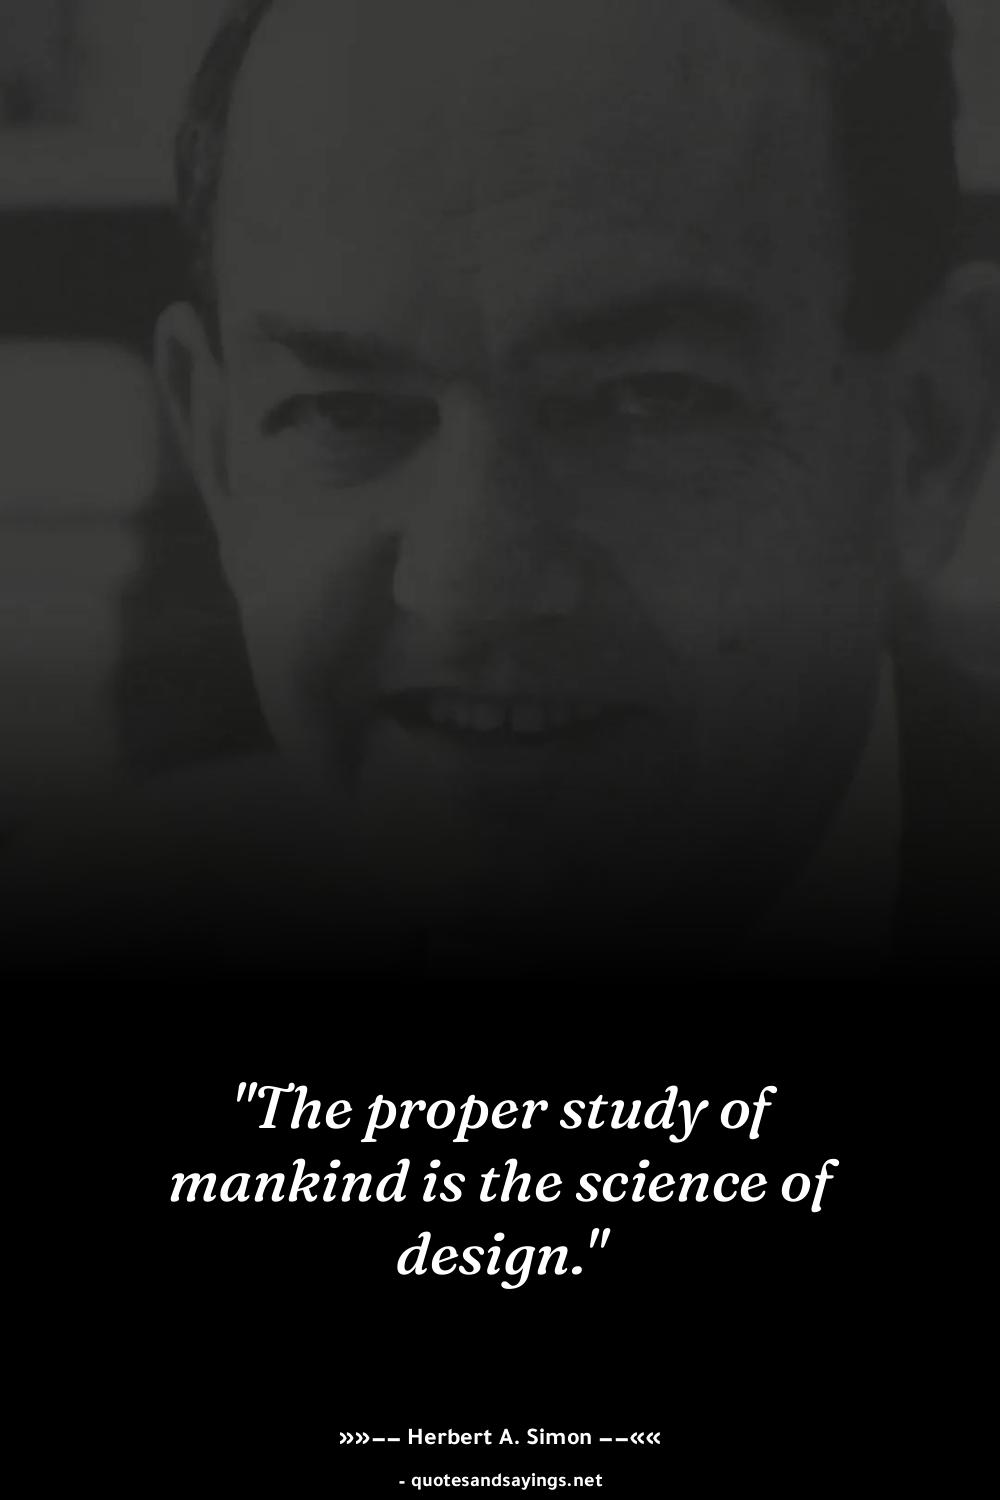 "The proper study of
mankind is the science of
design."
»»−− Herbert A. Simon −−««
- quotesandsayings.net